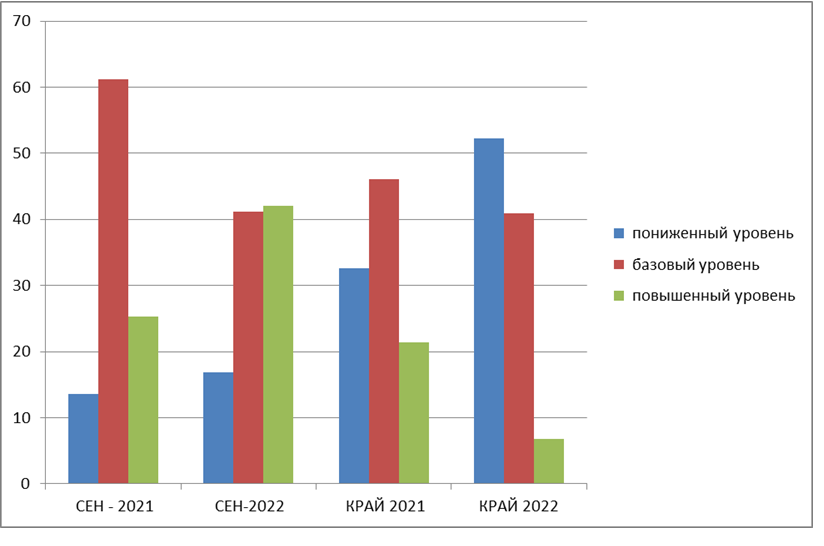 70
60
50
40
30
20
10
0
СЕН - 2021
СЕН-2022
КРАЙ 2021
КРАЙ 2022
пониженный уровень
базовый уровень
повышенный уровень